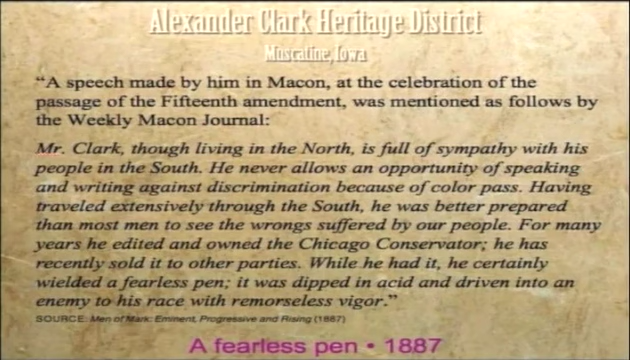 Alexander Clark Heritage District
Muscatine, Iowa
“A speech made by him in Macon, at the celebration of the
passage of the Fifteenth amendment, was mentioned as follows by
the Weekly Macon Journal:
Mr. Clark, though living in the North, is full of sympathy with his
people in the South. He never allows an opportunity of speaking
and writing against discrimination because of color pass. Having
traveled extensively through the South, he was better prepared
than most men to see the wrongs suffered by our people. For many
years he edited and owned the Chicago Conservator; he has
recently sold it to other parties. While he had it, he certainly
wielded a fearless pen; it was dipped in acid and driven into an
enemy to his race with remorseless vigor.”
SOURCE: Men of Mark: Eminent, Progressive and Rising (1887)
A fearless pen • 1887